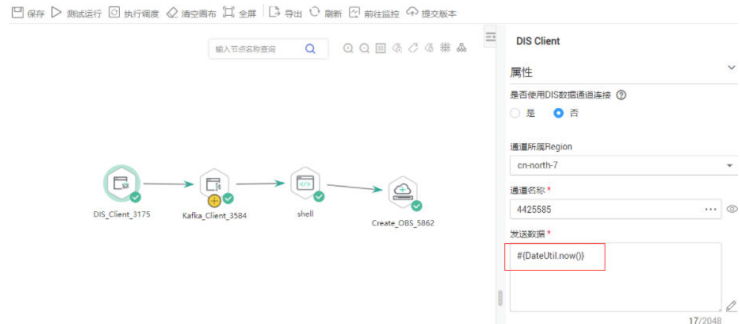 保存 测试运行 执行调度 清空画布 全屏 导出 刷新 前往监控 提交版本
输入节点名称查询
DIS_Client_3175
Kafka_Client_3584
shell
Create_OBS_5862
DIS Client
属性
是否使用DIS数据通道连接
是 否
通道所属Region
cn-north-7
通道名称 *
4425585
发送数据 *
#{DateUtil.now()}
17/2048